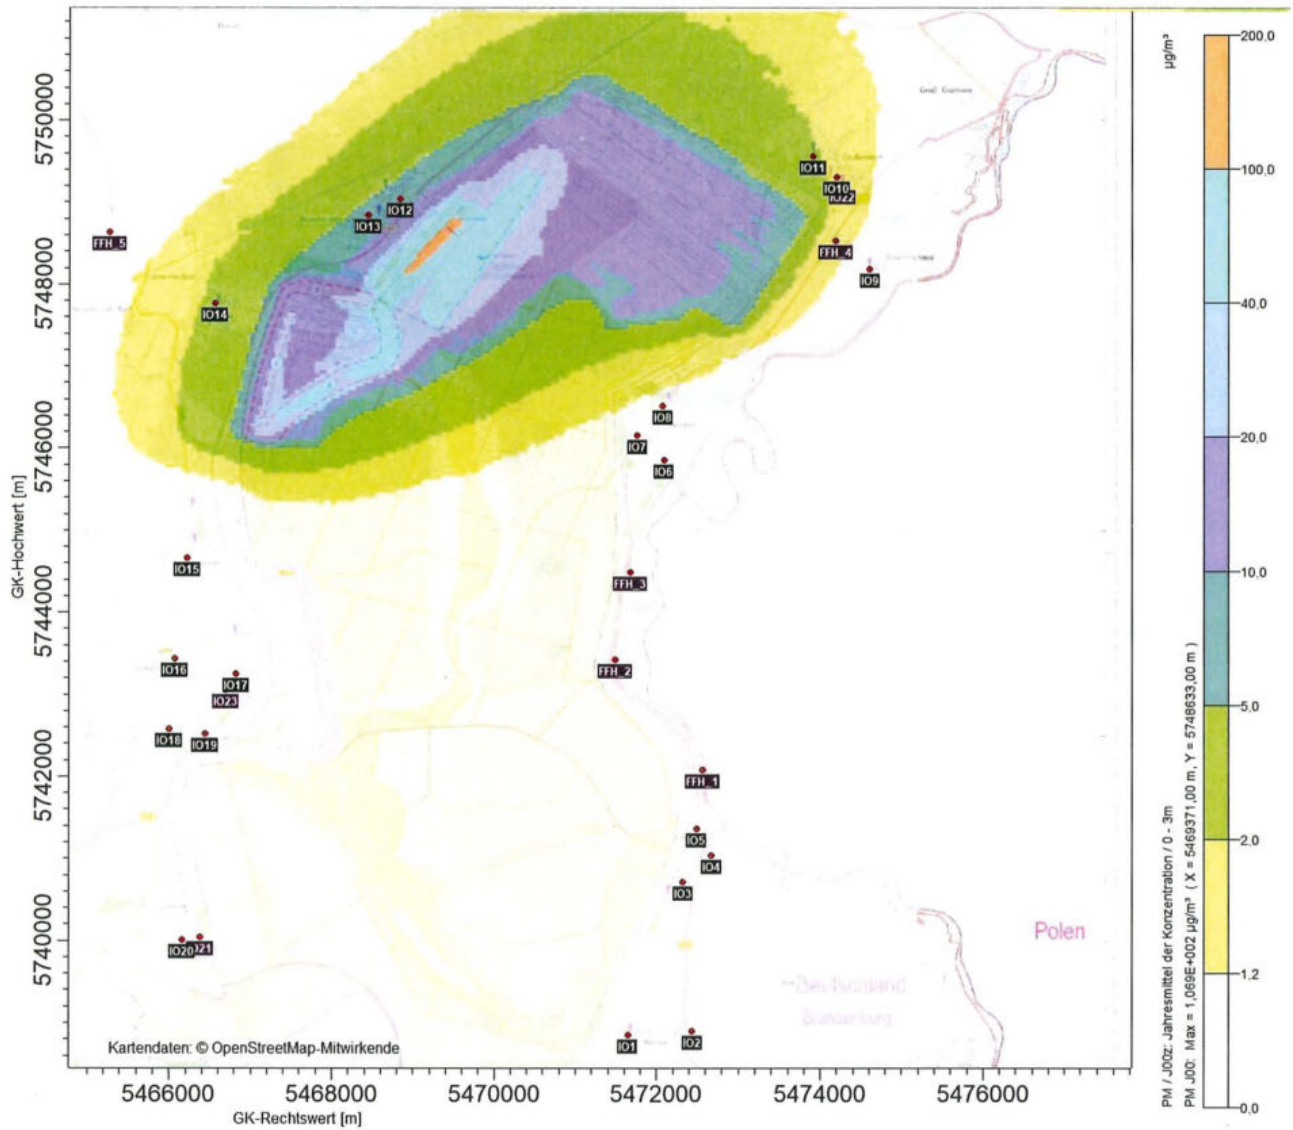 µg/m³
200.0
100.0
40.0
20.0
10.0
5.0
2.0
1.2
0.0
PM / J00z: Jahresmittel der Konzentration / 0 - 3m
PM J00: Max = 1,069E+002 µg/m³ ( X = 5469371,00 m, Y = 5748633,00 m )
GK-Hochwert [m]
5750000
5748000
5746000
5744000
5742000
5740000
5466000
5468000
5470000
5472000
5474000
5476000
GK-Rechtswert [m]
IO11
IO10
IO22
IO12
IO13
FFH_5
FFH_4
IO9
IO14
IO8
IO7
IO6
IO15
FFH_3
IO16
FFH_2
IO17
IO23
IO18
IO19
FFH_1
IO5
IO4
IO3
IO20
IO21
IO1
IO2
Polen
Deutschland
Brandenburg
Kartendaten: © OpenStreetMap-Mitwirkende